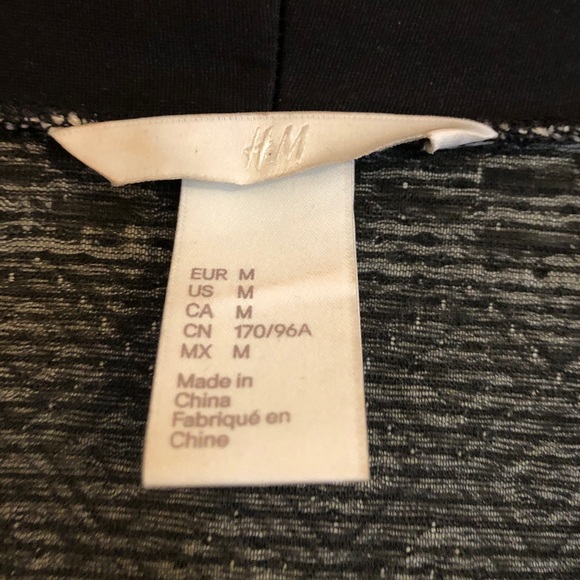 H&M
EUR M
US M
CA M
CN 170/96A
MX M
Made in
China
Fabriqué en
Chine